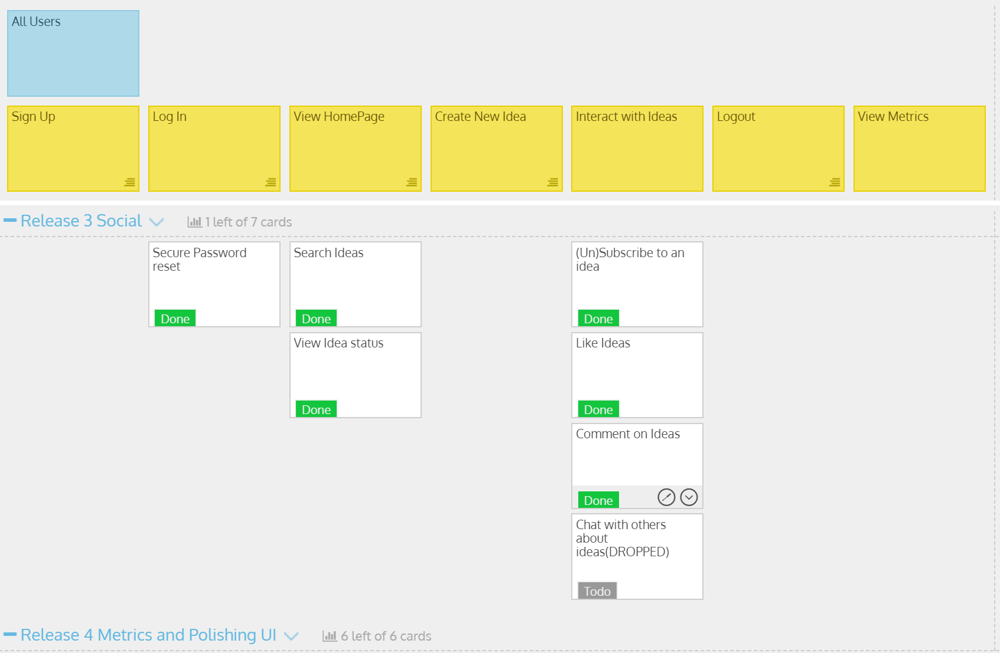 All Users
Sign Up
Log In
View HomePage
Create New Idea
Interact with Ideas
Logout
View Metrics
Release 3 Social
1 left of 7 cards
Secure Password
reset
Done
Search Ideas
Done
(Un)Subscribe to an
idea
Done
View Idea status
Done
Like Ideas
Done
Comment on Ideas
Done
Chat with others
about
ideas(DROPPED)
Todo
Release 4 Metrics and Polishing UI
6 left of 6 cards